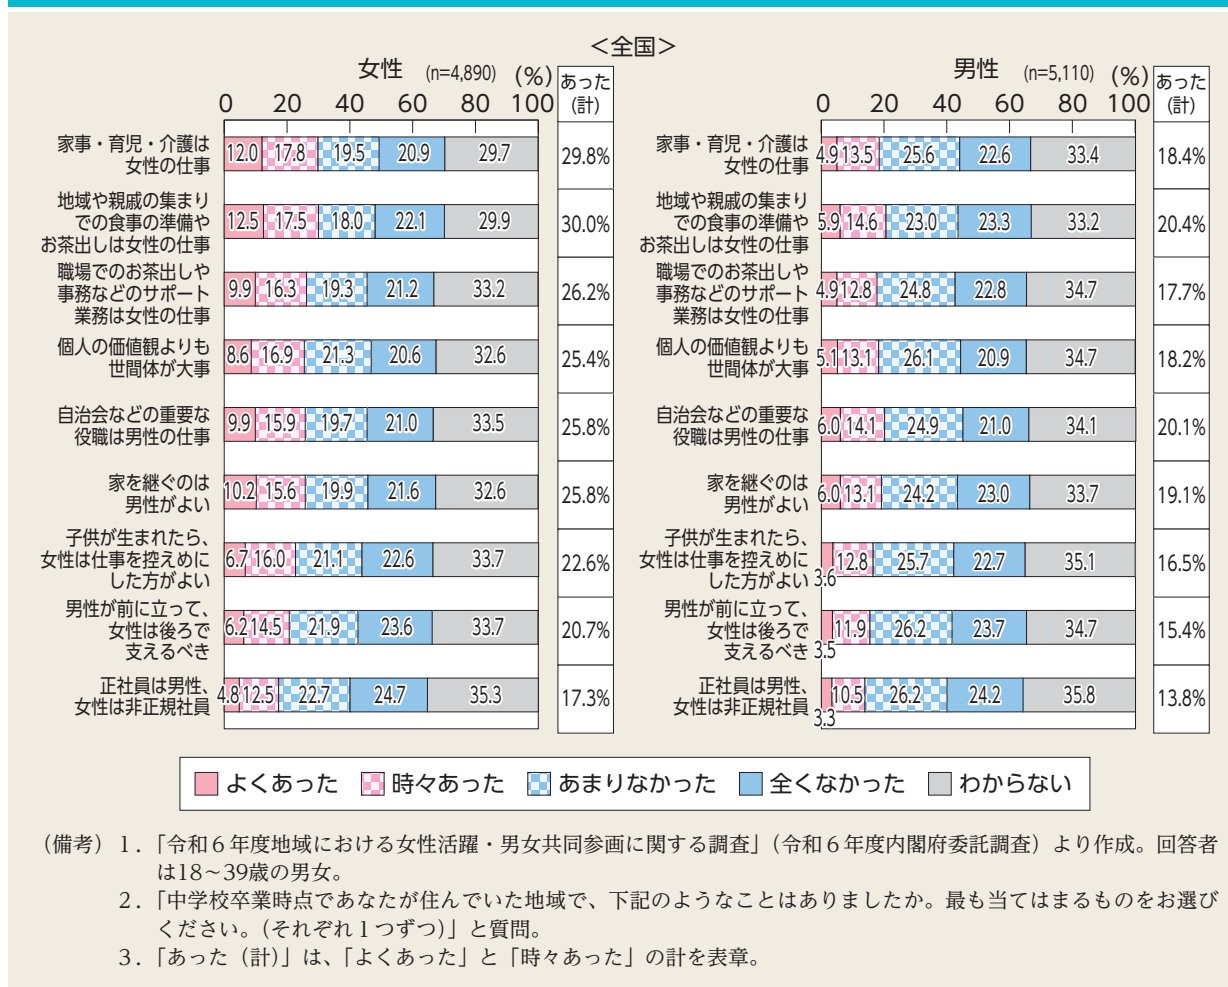 ＜全国＞
女性 (n=4,890) (%)
あった
(計)
0 20 40 60 80 100
家事・育児・介護は
女性の仕事
12.0 17.8 19.5 20.9 29.7 29.8%
地域や親戚の集まり
での食事の準備や
お茶出しは女性の仕事
12.5 17.5 18.0 22.1 29.9 30.0%
職場でのお茶出しや
事務などのサポート
業務は女性の仕事
9.9 16.3 19.3 21.2 33.2 26.2%
個人の価値観よりも
世間体が大事
8.6 16.9 21.3 20.6 32.6 25.4%
自治会などの重要な
役職は男性の仕事
9.9 15.9 19.7 21.0 33.5 25.8%
家を継ぐのは
男性がよい
10.2 15.6 19.9 21.6 32.6 25.8%
子供が生まれたら、
女性は仕事を控えめに
した方がよい
6.7 16.0 21.1 22.6 33.7 22.6%
男性が前に立って、
女性は後ろで
支えるべき
6.2 14.5 21.9 23.6 33.7 20.7%
正社員は男性、
女性は非正規社員
4.8 12.5 22.7 24.7 35.3 17.3%
男性 (n=5,110) (%)
あった
(計)
0 20 40 60 80 100
家事・育児・介護は
女性の仕事
4.9 13.5 25.6 22.6 33.4 18.4%
地域や親戚の集まり
での食事の準備や
お茶出しは女性の仕事
5.9 14.6 23.0 23.3 33.2 20.4%
職場でのお茶出しや
事務などのサポート
業務は女性の仕事
4.9 12.8 24.8 22.8 34.7 17.7%
個人の価値観よりも
世間体が大事
5.1 13.1 26.1 20.9 34.7 18.2%
自治会などの重要な
役職は男性の仕事
6.0 14.1 24.9 21.0 34.1 20.1%
家を継ぐのは
男性がよい
6.0 13.1 24.2 23.0 33.7 19.1%
子供が生まれたら、
女性は仕事を控えめに
した方がよい
3.6 12.8 25.7 22.7 35.1 16.5%
男性が前に立って、
女性は後ろで
支えるべき
3.5 11.9 26.2 23.7 34.7 15.4%
正社員は男性、
女性は非正規社員
3.3 10.5 26.2 24.2 35.8 13.8%
よくあった 時々あった あまりなかった 全くなかった わからない
（備考）１．「令和６年度地域における女性活躍・男女共同参画に関する調査」（令和６年度内閣府委託調査）より作成。回答者
は18～39歳の男女。
２．「中学校卒業時点であなたが住んでいた地域で、下記のようなことはありましたか。最も当てはまるものをお選び
ください。（それぞれ１つずつ）」と質問。
３．「あった（計）」は、「よくあった」と「時々あった」の計を表章。